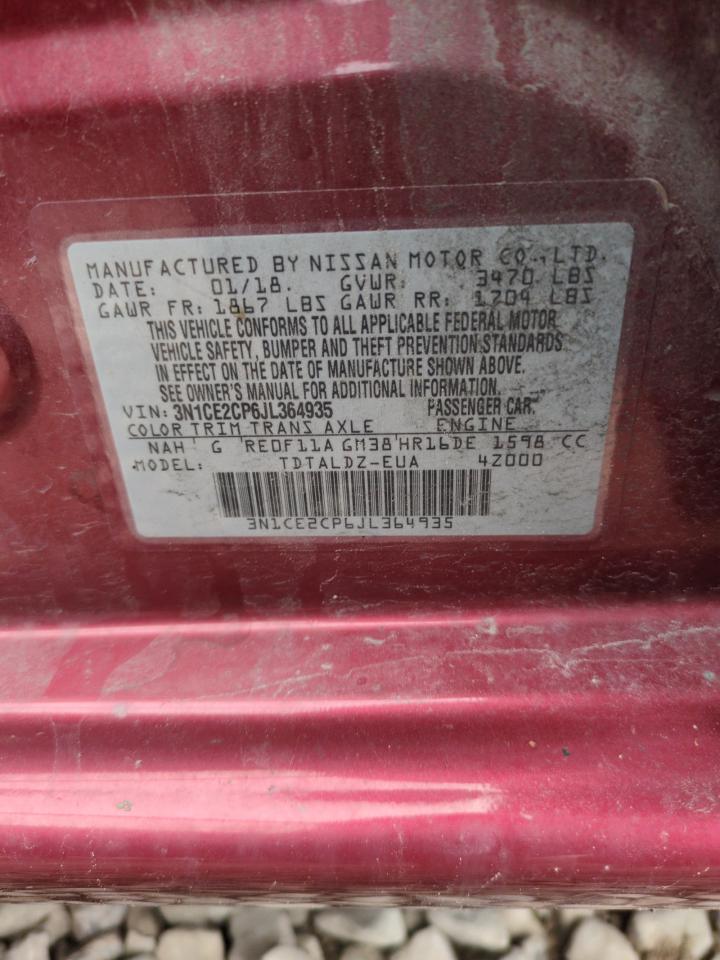 MANUFACTURED BY NISSAN MOTOR CO., LTD.
DATE: 01/18. GVWR: 3470 LBS
GAWR FR: 1867 LBS GAWR RR: 1704 LBS
THIS VEHICLE CONFORMS TO ALL APPLICABLE FEDERAL MOTOR
VEHICLE SAFETY, BUMPER AND THEFT PREVENTION STANDARDS
IN EFFECT ON THE DATE OF MANUFACTURE SHOWN ABOVE.
SEE OWNER'S MANUAL FOR ADDITIONAL INFORMATION.
VIN: 3N1CE2CP6JL364935 PASSENGER CAR.
COLOR TRIM TRANS AXLE ENGINE
NAH G RE0F11A GM38 HR16DE 1598 CC
MODEL: TDTALDZ-EUA 4Z000
3N1CE2CP6JL364935